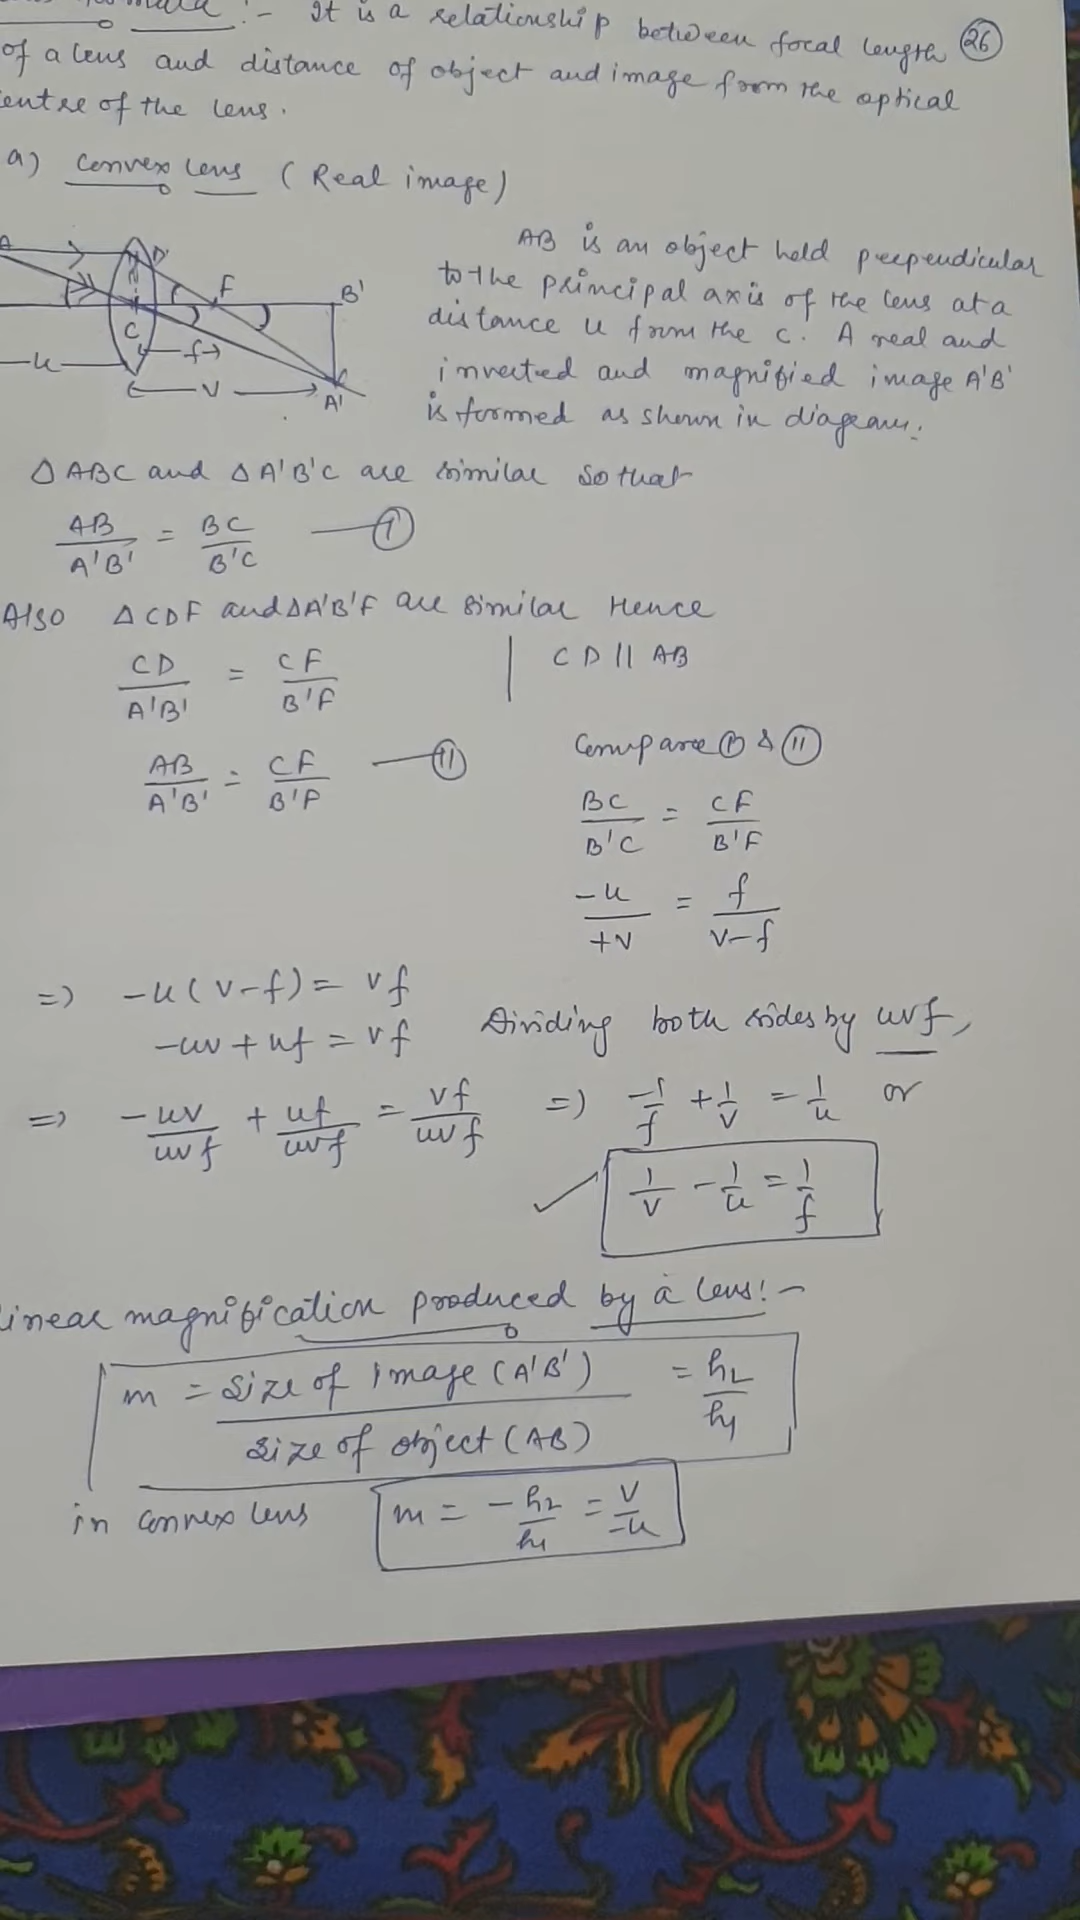 :- It is a relationship between focal length 26
of a lens and distance of object and image from the optical
entre of the lens.
a) Convex lens (Real image)
A D F B'
C
u f
v A'
AB is an object held perpendicular
to the principal axis of the lens at a
distance u from the c. A real and
inverted and magnified image A'B'
is formed as shown in diagram.
Δ ABC and Δ A'B'C are similar so that
AB/A'B' = BC/B'C — I
Also Δ CDF and Δ A'B'F are similar Hence
CD/A'B' = CF/B'F | CD || AB
AB/A'B' = CF/B'F — II
Compare I & II
BC/B'C = CF/B'F
-u/+v = f/v-f
=> -u(v-f) = vf
-uv + uf = vf Dividing both sides by uvf,
=> -uv/uvf + uf/uvf = vf/uvf => -1/f + 1/v = 1/u or
✓ 1/v - 1/u = 1/f
inear magnification produced by a lens:-
m = Size of image (A'B')/Size of object (AB) = h2/h1
in convex lens m = -h2/h1 = v/-u